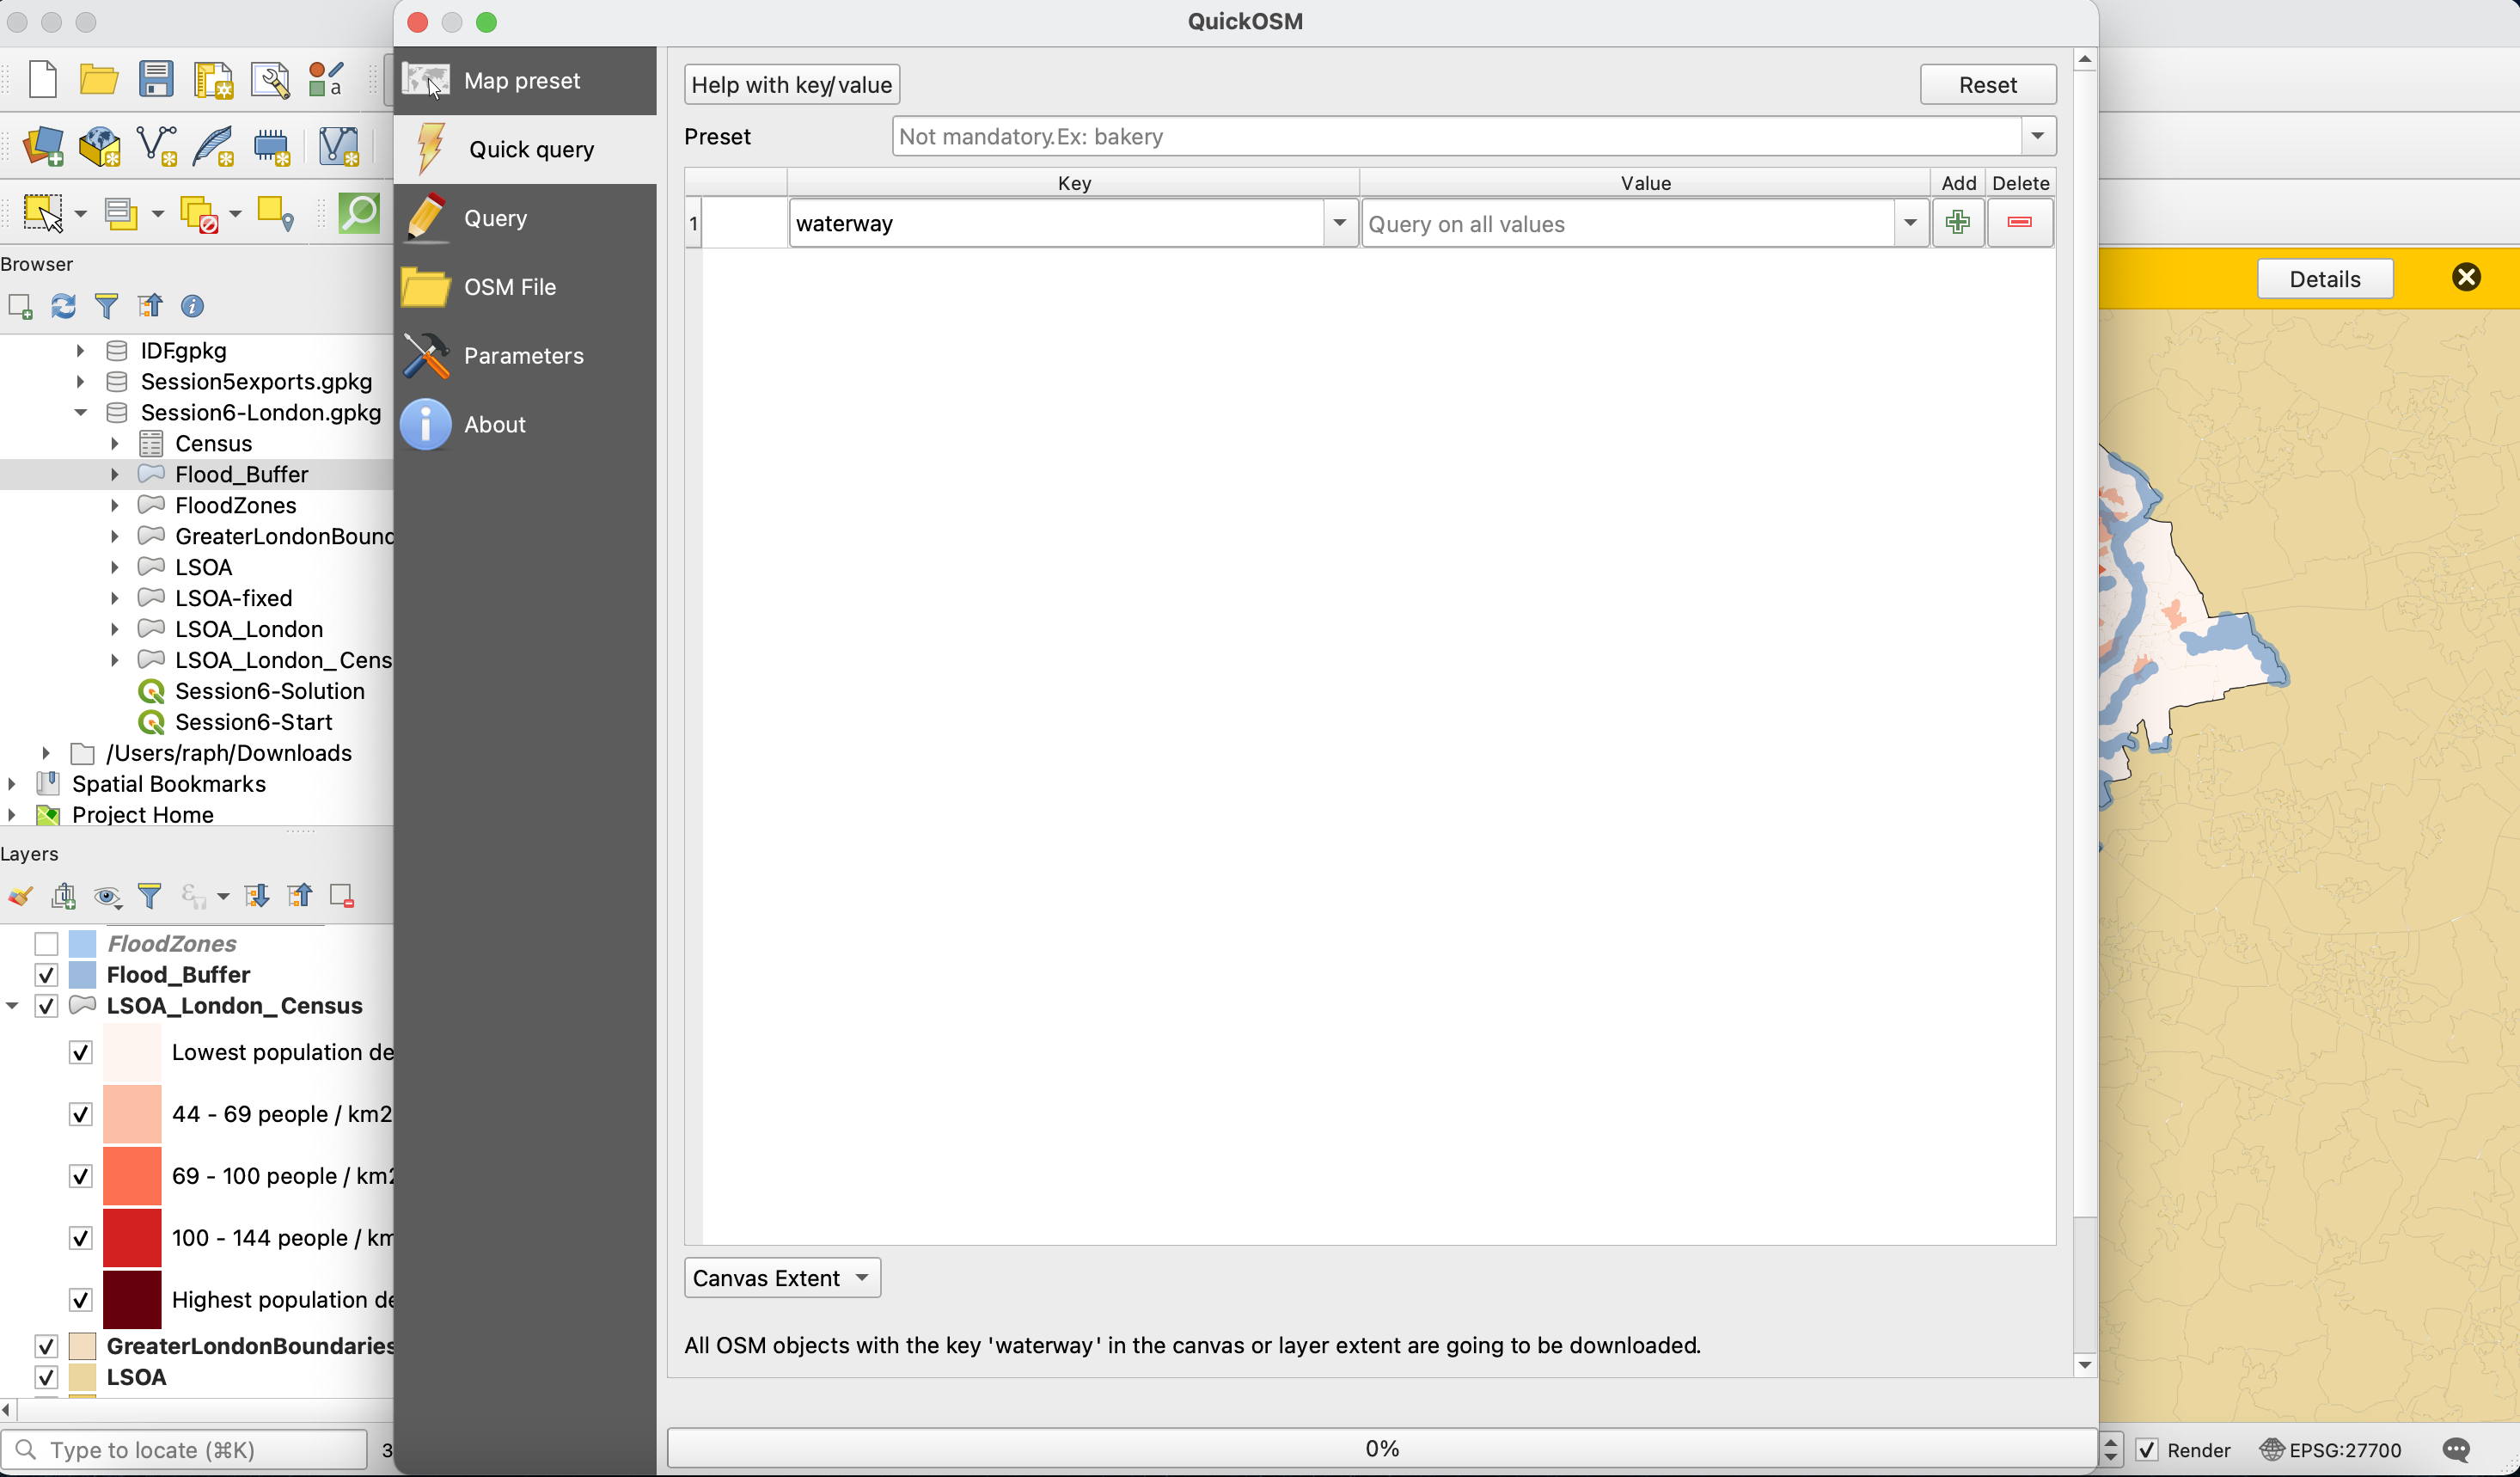 QuickOSM
Map preset
Quick query
Query
OSM File
Parameters
About
Help with key/value
Reset
Preset
Not mandatory.Ex: bakery
Key
Value
Add
Delete
1
waterway
Query on all values
Canvas Extent
All OSM objects with the key 'waterway' in the canvas or layer extent are going to be downloaded.
0%
Details
Browser
IDF.gpkg
Session5exports.gpkg
Session6-London.gpkg
Census
Flood_Buffer
FloodZones
GreaterLondonBound
LSOA
LSOA-fixed
LSOA_London
LSOA_London_Cens
Session6-Solution
Session6-Start
/Users/raph/Downloads
Spatial Bookmarks
Project Home
Layers
FloodZones
Flood_Buffer
LSOA_London_Census
Lowest population de
44 - 69 people / km2
69 - 100 people / km2
100 - 144 people / km
Highest population de
GreaterLondonBoundaries
LSOA
Type to locate (⌘K)
3
Render
EPSG:27700